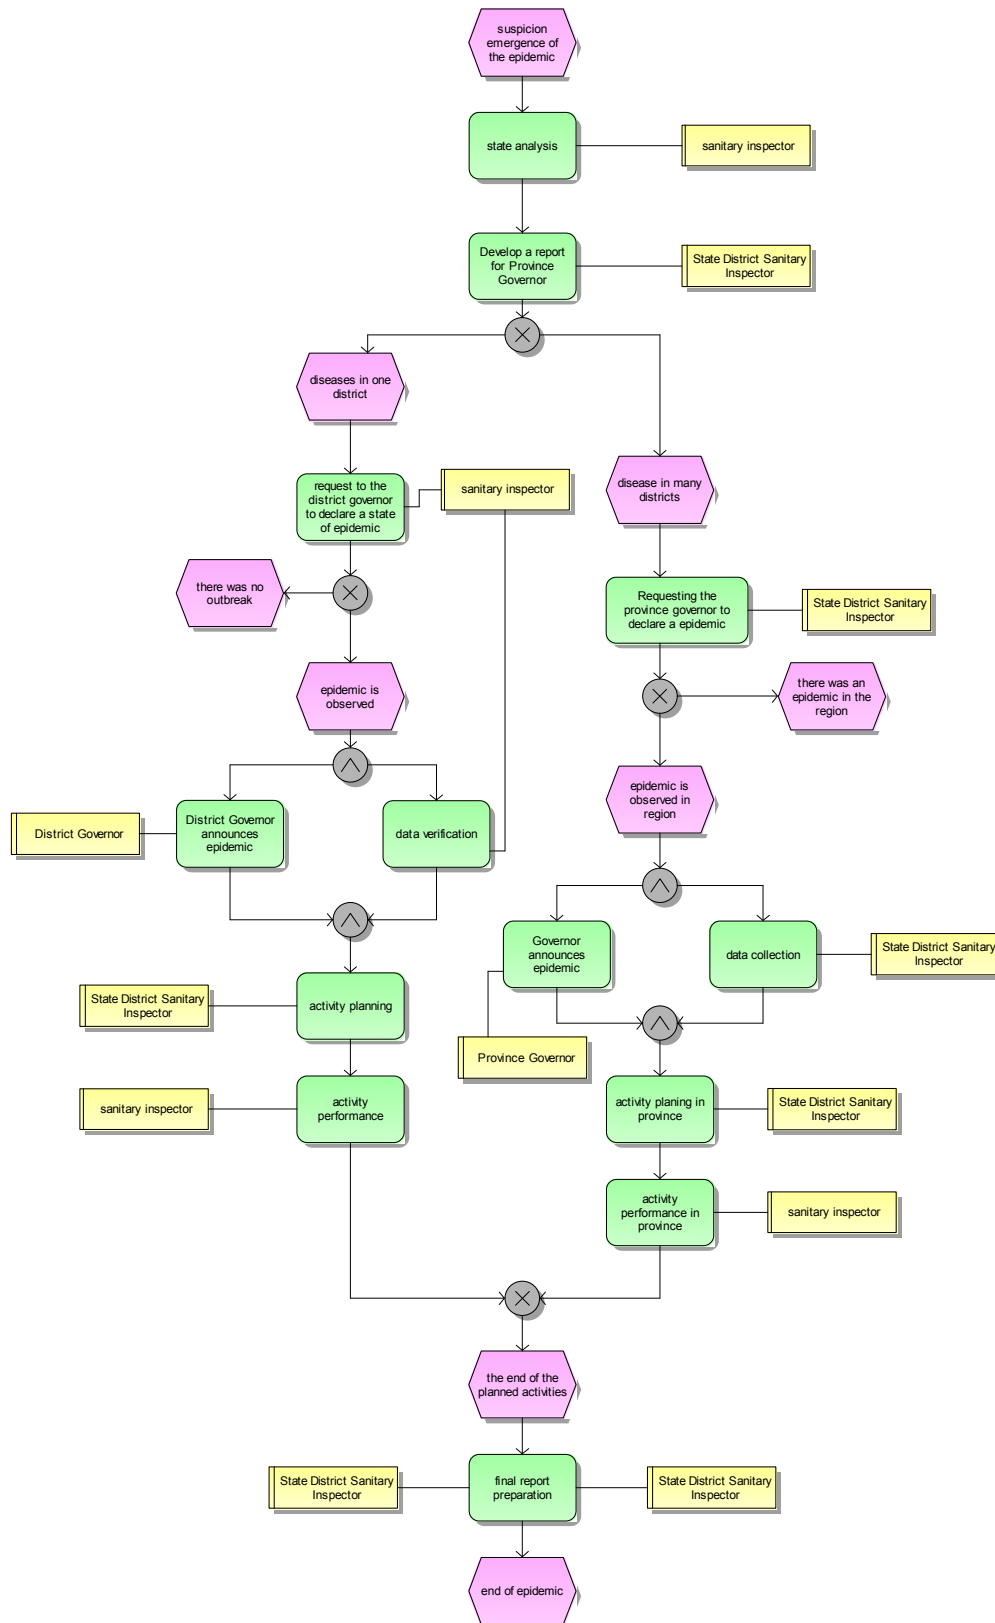 suspicion
emergence of
the epidemic
state analysis
sanitary inspector
Develop a report
for Province
Governor
State District Sanitary
Inspector
diseases in one
district
request to the
district governor
to declare a state
of epidemic
sanitary inspector
disease in many
districts
there was no
outbreak
Requesting the
province governor to
declare a epidemic
State District Sanitary
Inspector
epidemic is
observed
there was an
epidemic in the
region
epidemic is
observed in
region
District Governor
District Governor
announces
epidemic
data verification
Governor
announces
epidemic
data collection
State District Sanitary
Inspector
State District Sanitary
Inspector
activity planning
Province Governor
sanitary inspector
activity
performance
activity planing in
province
State District Sanitary
Inspector
activity
performance in
province
sanitary inspector
the end of the
planned activities
State District Sanitary
Inspector
final report
preparation
State District Sanitary
Inspector
end of epidemic